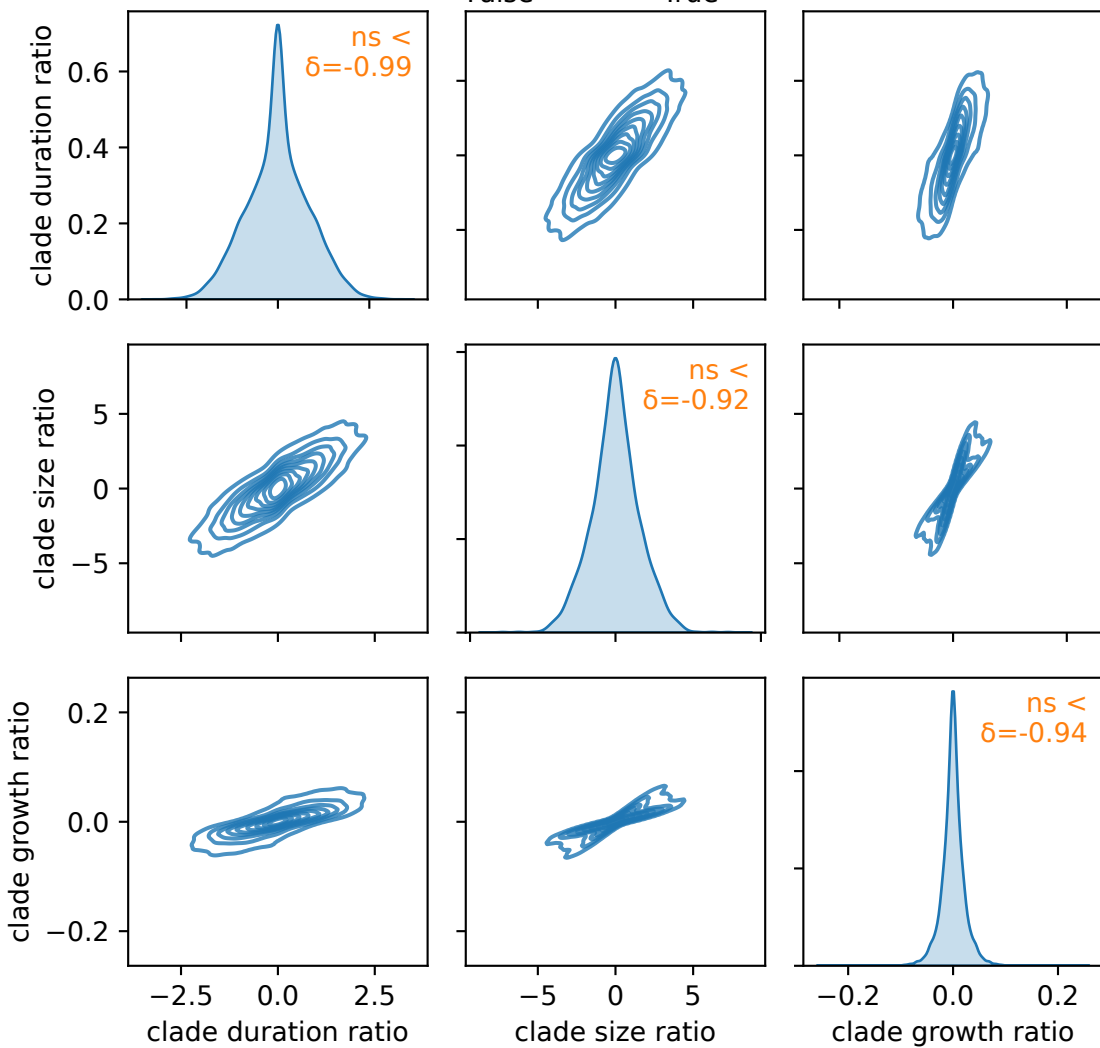 clade duration ratio
0.6
0.4
0.2
0.0
ns <
δ=-0.99
clade size ratio
5
0
−5
ns <
δ=-0.92
clade growth ratio
0.2
0.0
−0.2
ns <
δ=-0.94
−2.5 0.0 2.5
−5 0 5
−0.2 0.0 0.2
clade duration ratio
clade size ratio
clade growth ratio